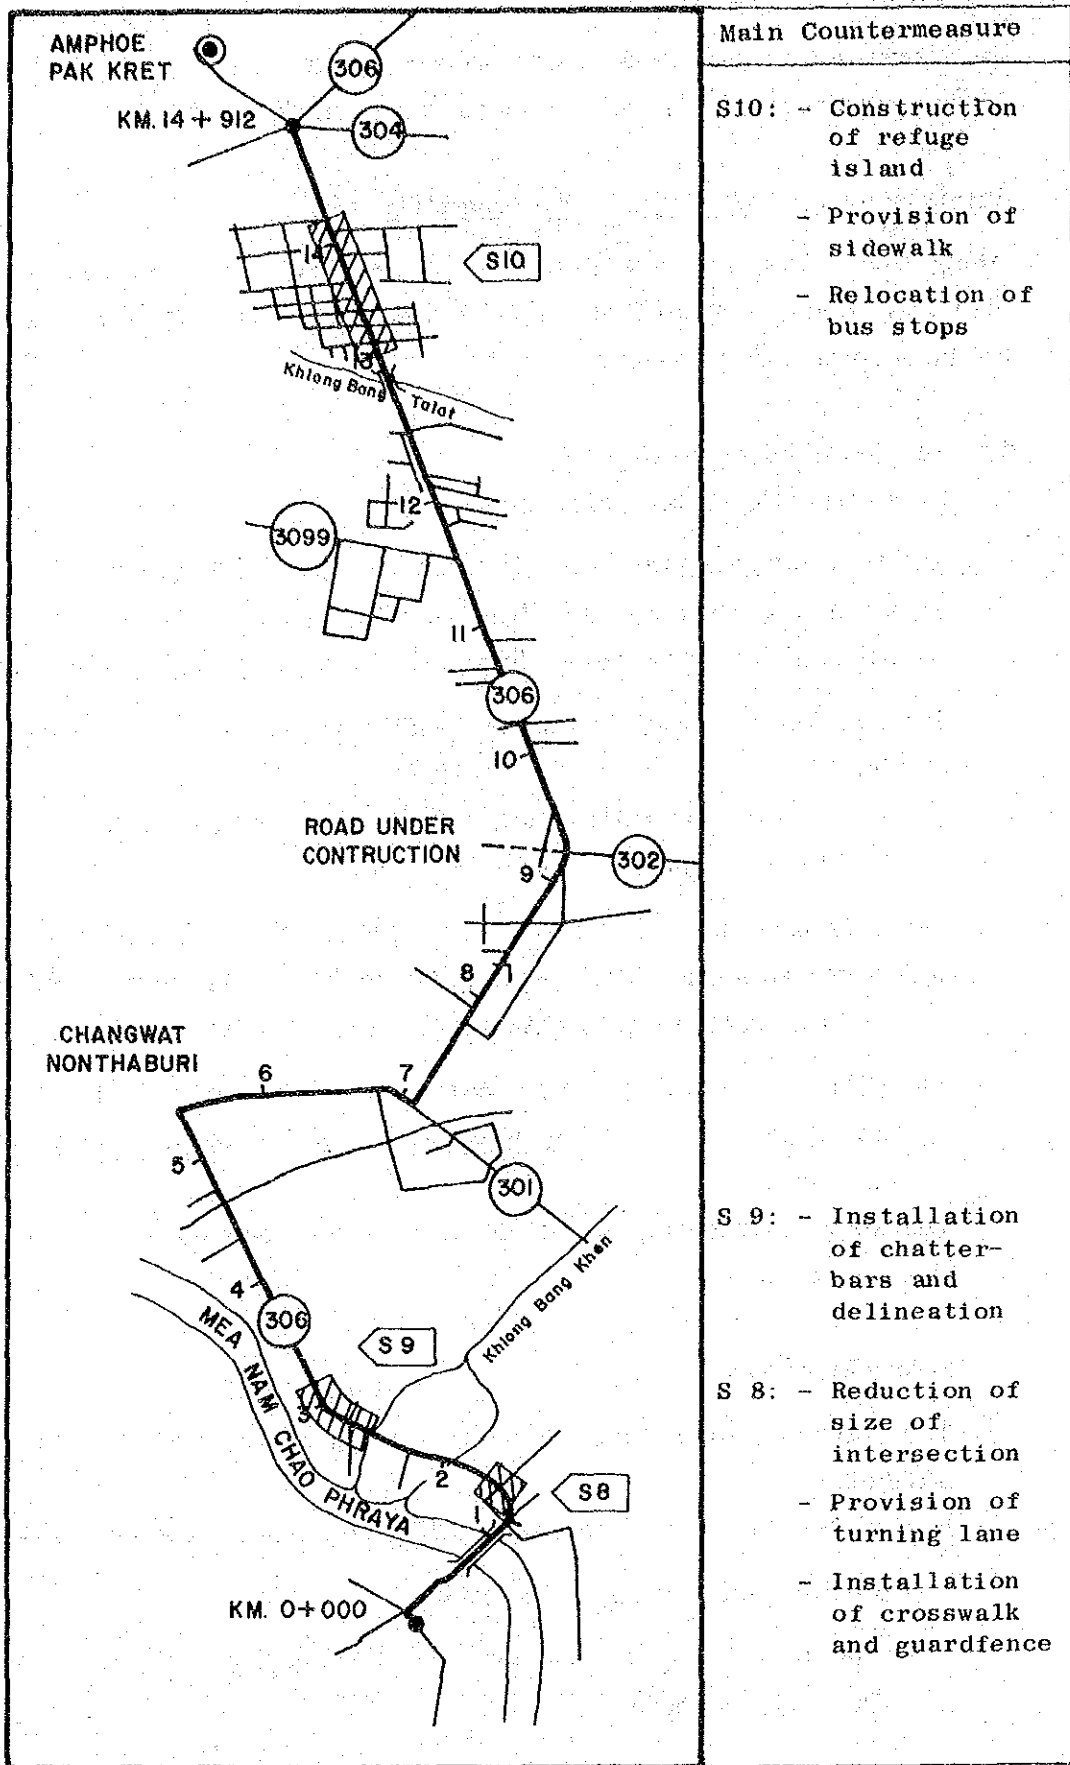 AMPHOE
PAK KRET
306
KM. 14 + 912
304
14
S10
13
Khlong Bang Talat
12
3099
11
306
10
ROAD UNDER
CONTRUCTION
302
9
8
CHANGWAT
NONTHABURI
6
7
5
301
4
306
Khlong Bang Khen
MEA NAM CHAO PHRAYA
S 9
3
2
S8
1
KM. 0+000
Main Countermeasure
S10: - Construction
of refuge
island
- Provision of
sidewalk
- Relocation of
bus stops
S 9: - Installation
of chatter-
bars and
delineation
S 8: - Reduction of
size of
intersection
- Provision of
turning lane
- Installation
of crosswalk
and guardfence